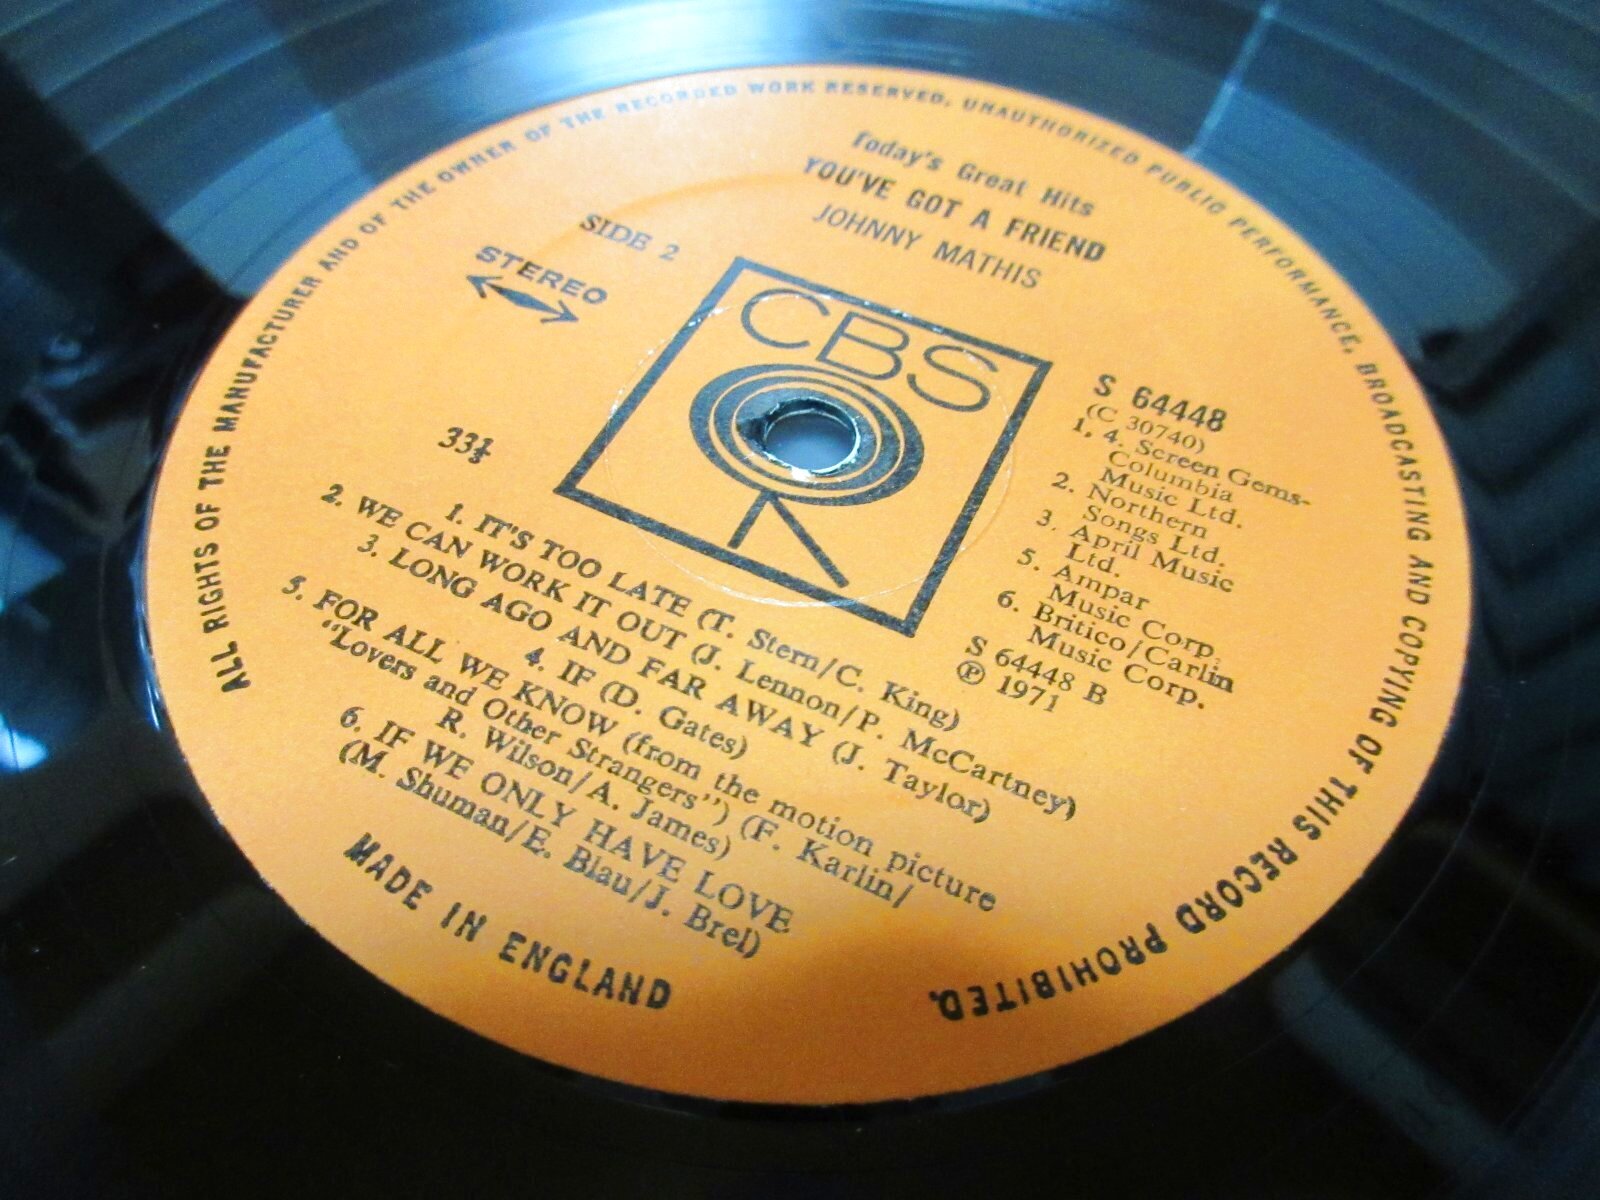 ALL RIGHTS OF THE MANUFACTURER AND OF THE OWNER OF THE RECORDED WORK RESERVED. UNAUTHORIZED PUBLIC PERFORMANCE, BROADCASTING AND COPYING OF THIS RECORD PROHIBITED.
Today's Great Hits
YOU'VE GOT A FRIEND
JOHNNY MATHIS
SIDE 2
STEREO
CBS
33⅓
S 64448
(C 30740)
1. 4. Screen Gems-
Columbia
Music Ltd.
2. Northern
Songs Ltd.
3. April Music
Ltd.
5. Ampar
Music Corp.
6. Britico/Carlin
Music Corp.
S 64448 B
℗ 1971
1. IT'S TOO LATE (T. Stern/C. King)
2. WE CAN WORK IT OUT (J. Lennon/P. McCartney)
3. LONG AGO AND FAR AWAY (J. Taylor)
4. IF (D. Gates)
5. FOR ALL WE KNOW (from the motion picture
"Lovers and Other Strangers") (F. Karlin/
R. Wilson/A. James)
6. IF WE ONLY HAVE LOVE
(M. Shuman/E. Blau/J. Brel)
MADE IN ENGLAND